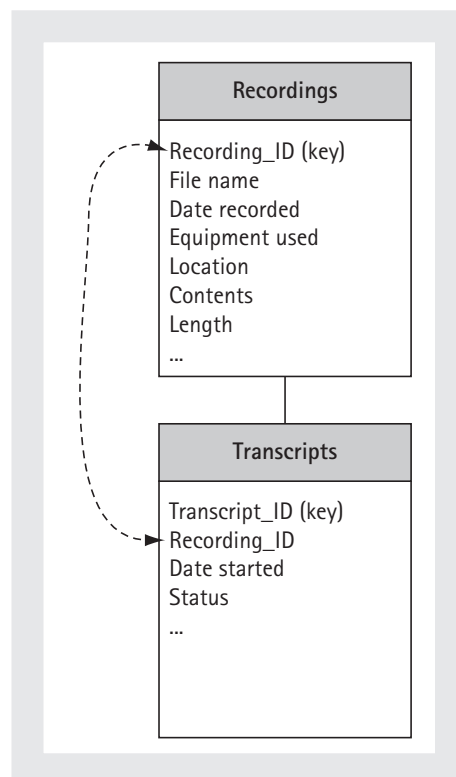 Recordings
Recording_ID (key)
File name
Date recorded
Equipment used
Location
Contents
Length
...
Transcripts
Transcript_ID (key)
Recording_ID
Date started
Status
...